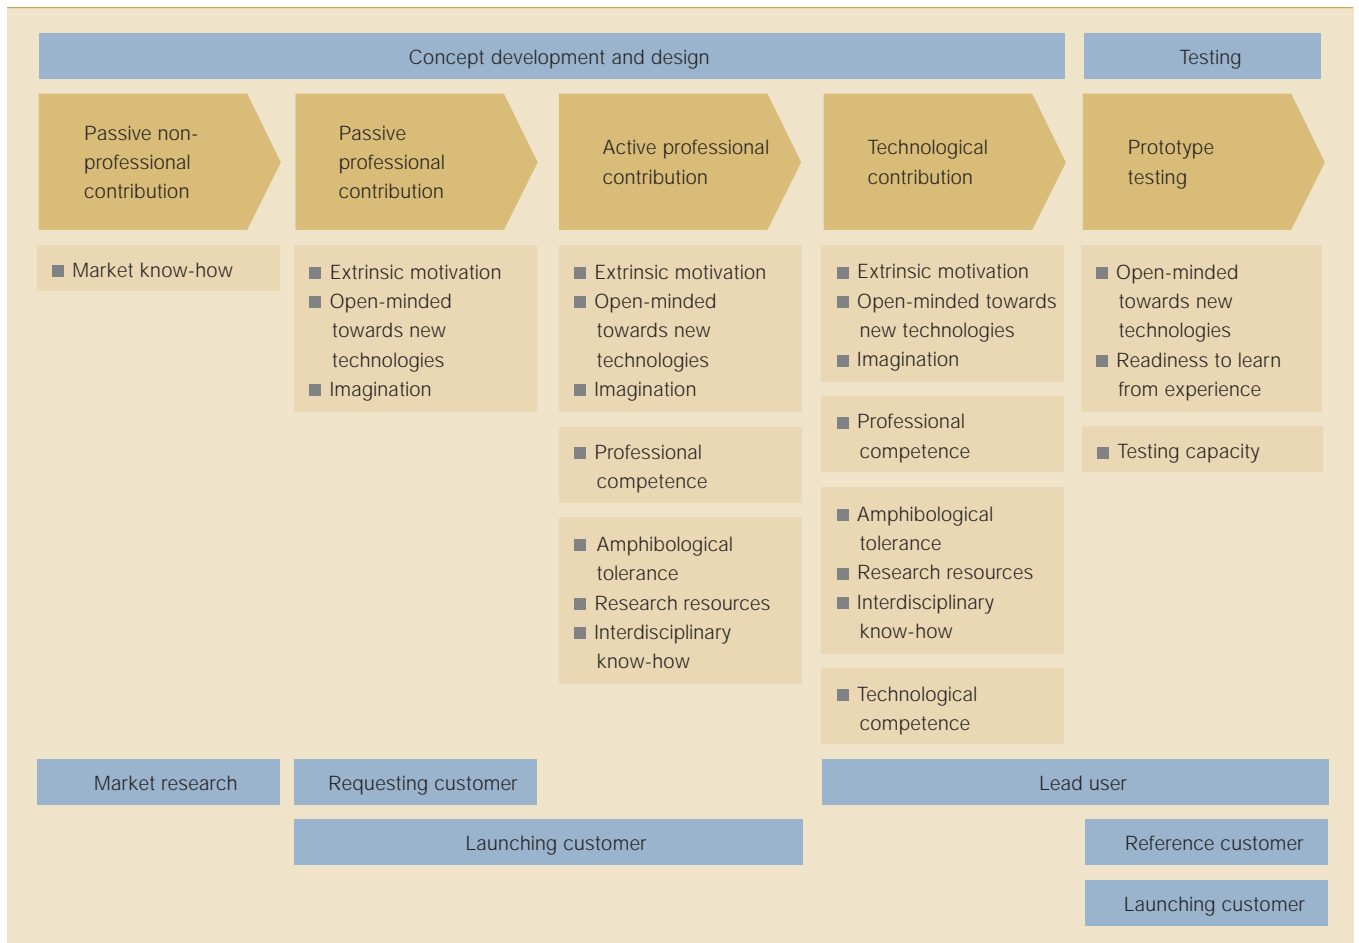 Concept development and design
Testing
Passive non-
professional
contribution
Passive
professional
contribution
Active professional
contribution
Technological
contribution
Prototype
testing
Market know-how
Extrinsic motivation
Open-minded
towards new
technologies
Imagination
Extrinsic motivation
Open-minded
towards new
technologies
Imagination
Professional
competence
Amphibological
tolerance
Research resources
Interdisciplinary
know-how
Extrinsic motivation
Open-minded towards
new technologies
Imagination
Professional
competence
Amphibological
tolerance
Research resources
Interdisciplinary
know-how
Technological
competence
Open-minded
towards new
technologies
Readiness to learn
from experience
Testing capacity
Market research
Requesting customer
Lead user
Launching customer
Reference customer
Launching customer